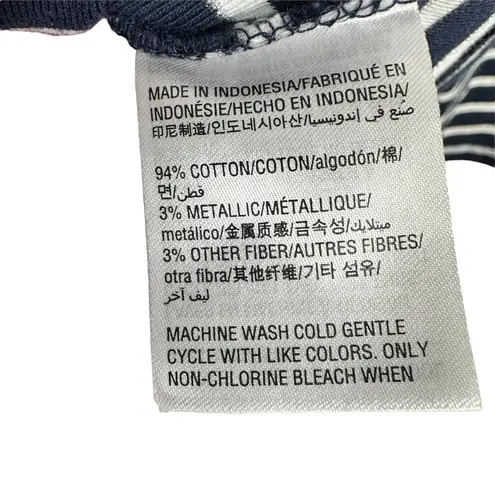 MADE IN INDONESIA/FABRIQUÉ EN
INDONÉSIE/HECHO EN INDONESIA/
印尼制造/인도네시아산/صنع في إندونيسيا
94% COTTON/COTON/algodón/棉/
면/قطن/
3% METALLIC/MÉTALLIQUE/
metálico/金属质感/금속성/ميتلايك/
3% OTHER FIBER/AUTRES FIBRES/
otra fibra/其他纤维/기타 섬유/
ليف آخر
MACHINE WASH COLD GENTLE
CYCLE WITH LIKE COLORS. ONLY
NON-CHLORINE BLEACH WHEN